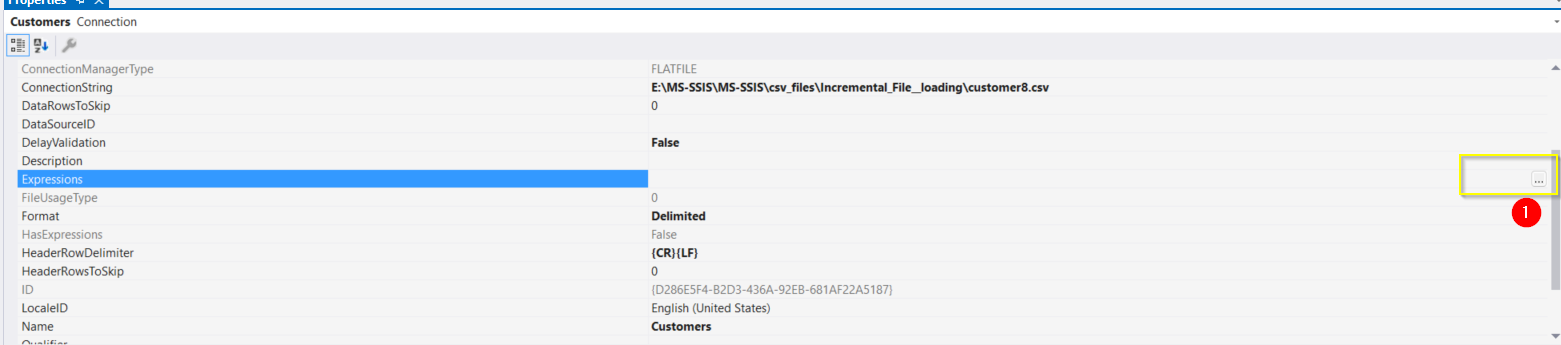 Properties
Customers Connection
ConnectionManagerType FLATFILE
ConnectionString E:\MS-SSIS\MS-SSIS\csv_files\Incremental_File__loading\customer8.csv
DataRowsToSkip 0
DataSourceID
DelayValidation False
Description
Expressions ...
1
FileUsageType 0
Format Delimited
HasExpressions False
HeaderRowDelimiter {CR}{LF}
HeaderRowsToSkip 0
ID {D286E5F4-B2D3-436A-92EB-681AF22A5187}
LocaleID English (United States)
Name Customers
Qualifier